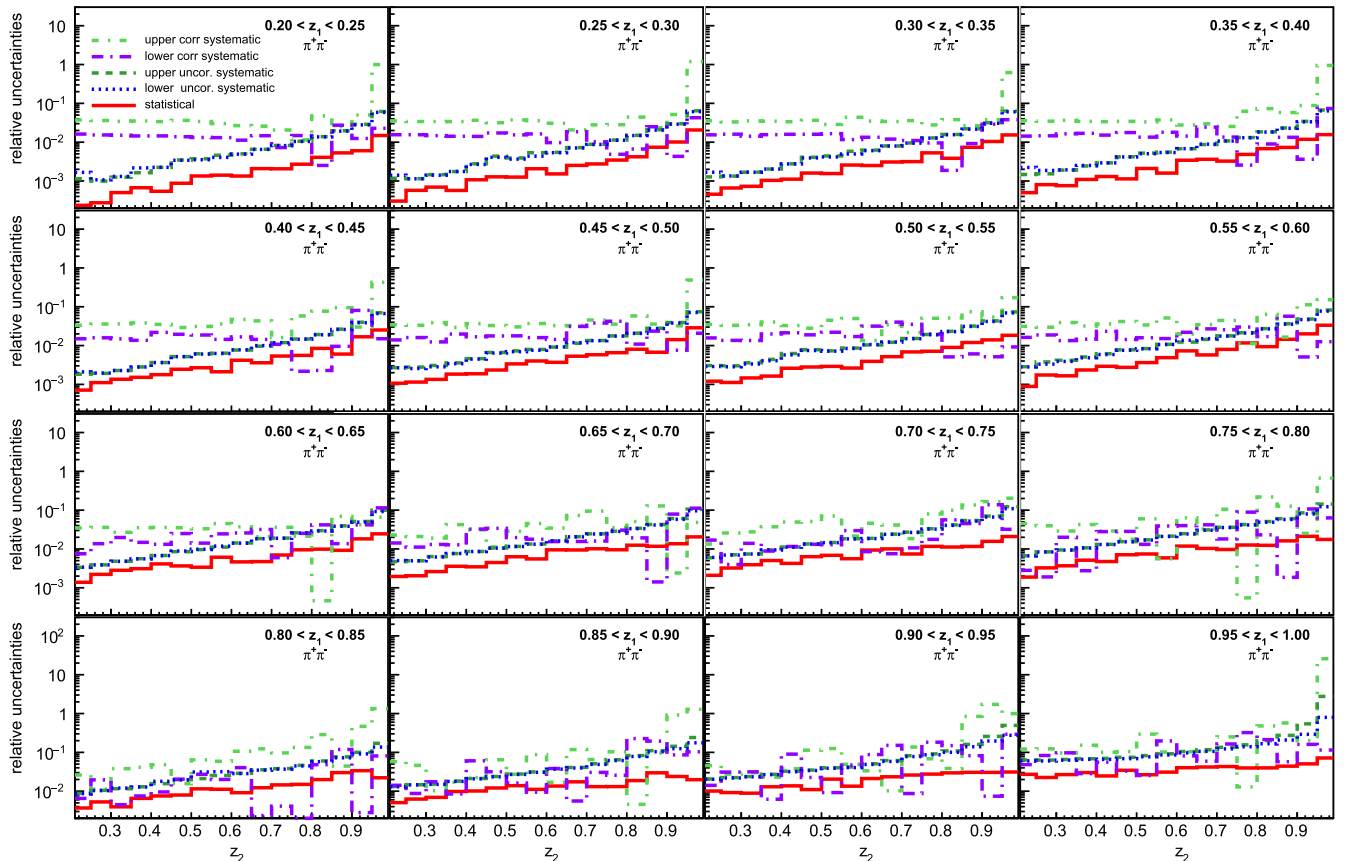 relative uncertainties
10
1
10⁻¹
10⁻²
10⁻³
upper corr systematic
lower corr systematic
upper uncor. systematic
lower uncor. systematic
statistical
0.20 < z₁ < 0.25
π⁺π⁻
0.25 < z₁ < 0.30
π⁺π⁻
0.30 < z₁ < 0.35
π⁺π⁻
0.35 < z₁ < 0.40
π⁺π⁻
relative uncertainties
10
1
10⁻¹
10⁻²
10⁻³
0.40 < z₁ < 0.45
π⁺π⁻
0.45 < z₁ < 0.50
π⁺π⁻
0.50 < z₁ < 0.55
π⁺π⁻
0.55 < z₁ < 0.60
π⁺π⁻
relative uncertainties
10
1
10⁻¹
10⁻²
10⁻³
0.60 < z₁ < 0.65
π⁺π⁻
0.65 < z₁ < 0.70
π⁺π⁻
0.70 < z₁ < 0.75
π⁺π⁻
0.75 < z₁ < 0.80
π⁺π⁻
relative uncertainties
10²
10
1
10⁻¹
10⁻²
0.80 < z₁ < 0.85
π⁺π⁻
0.85 < z₁ < 0.90
π⁺π⁻
0.90 < z₁ < 0.95
π⁺π⁻
0.95 < z₁ < 1.00
π⁺π⁻
0.3 0.4 0.5 0.6 0.7 0.8 0.9
0.3 0.4 0.5 0.6 0.7 0.8 0.9
0.3 0.4 0.5 0.6 0.7 0.8 0.9
0.3 0.4 0.5 0.6 0.7 0.8 0.9
z₂
z₂
z₂
z₂